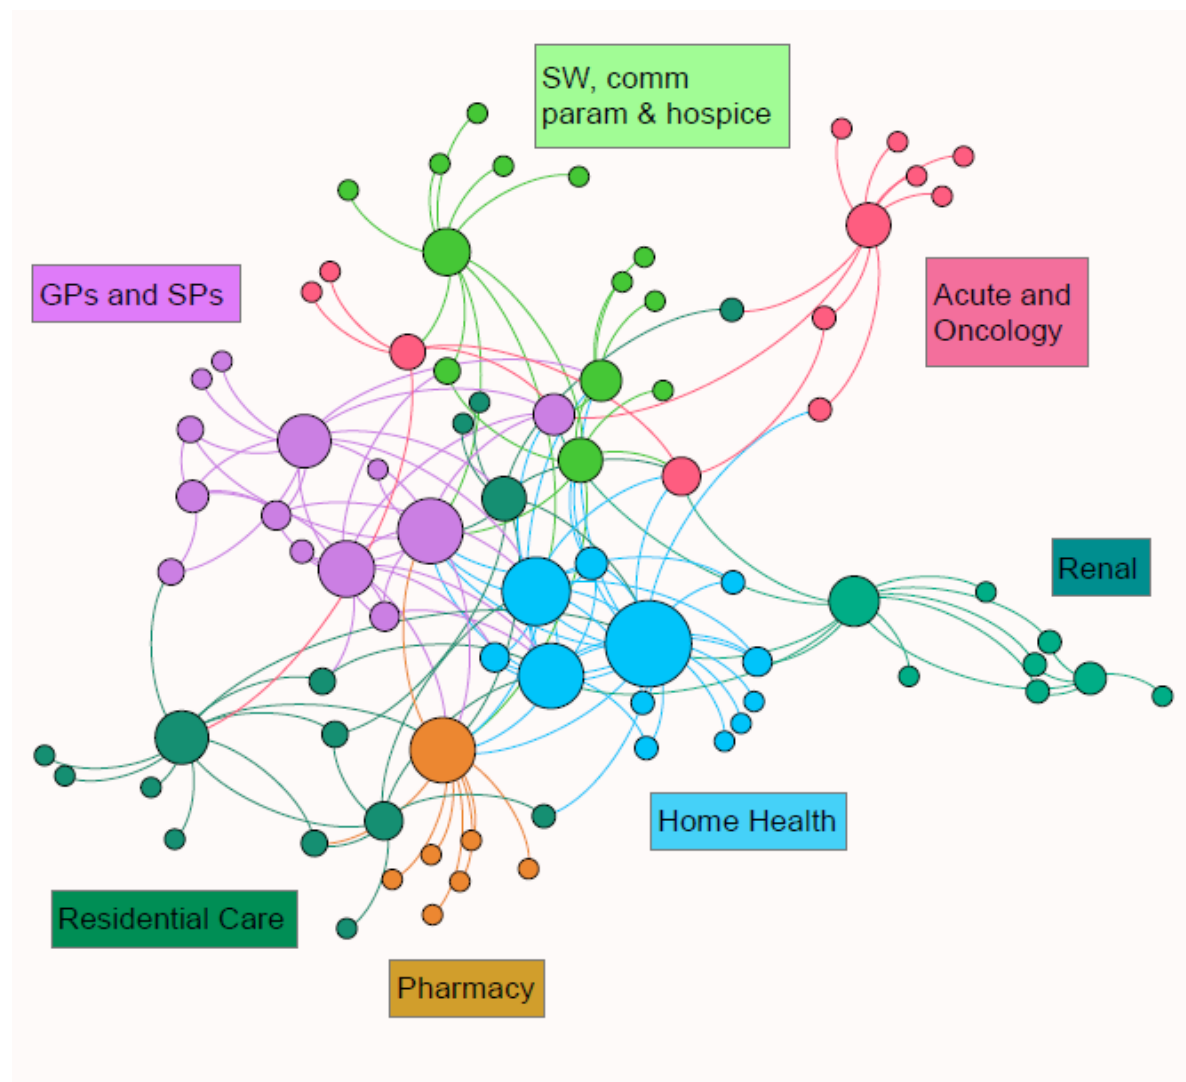 SW, comm
param & hospice
GPs and SPs
Acute and
Oncology
Renal
Home Health
Residential Care
Pharmacy